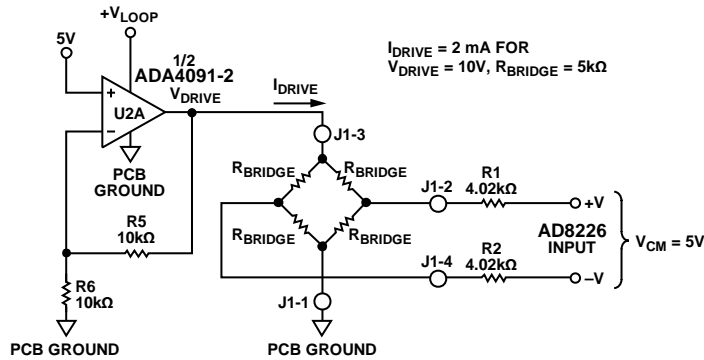 +VLOOP
5V
1/2
ADA4091-2
+
U2A
−
VDRIVE
IDRIVE
IDRIVE = 2 mA FOR
VDRIVE = 10V, RBRIDGE = 5kΩ
PCB
GROUND
J1-3
RBRIDGE
RBRIDGE
RBRIDGE
RBRIDGE
J1-2
R1
4.02kΩ
+V
AD8226
INPUT
VCM = 5V
R5
10kΩ
R2
4.02kΩ
J1-4
−V
R6
10kΩ
J1-1
PCB GROUND
PCB GROUND